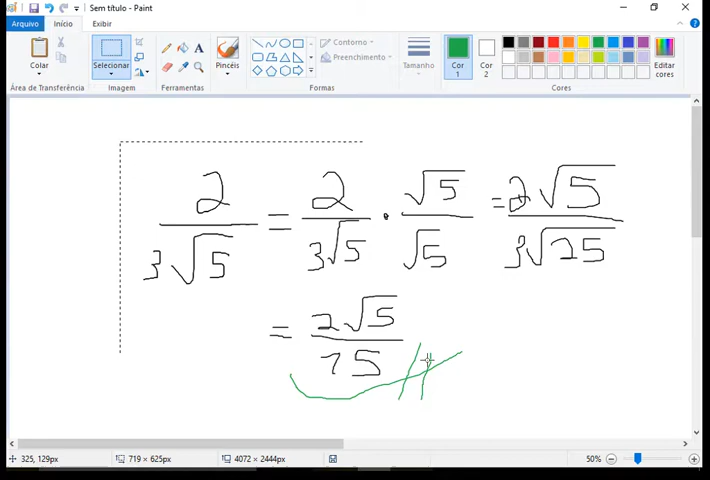 Sem título - Paint
Arquivo Início Exibir
Colar Selecionar A Pincéis Contorno Preenchimento Tamanho Cor 1 Cor 2 Editar cores
Área de Transferência Imagem Ferramentas Formas Cores
2/(3√5) = 2/(3√5) · √5/√5 = 2√5/(3√25)
= 2√5/15
325, 129px 719 × 625px 4072 × 2444px 50%